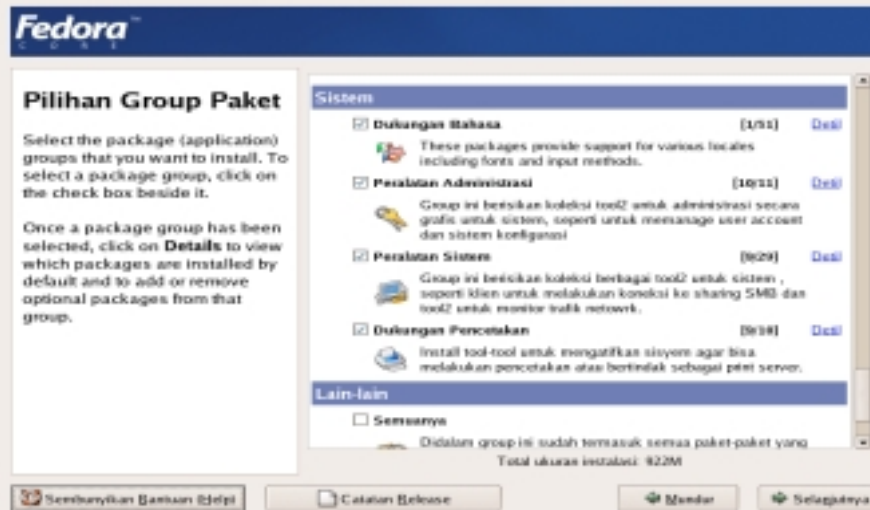 Fedora™
CORE
Pilihan Group Paket
Select the package (application)
groups that you want to install. To
select a package group, click on
the check box beside it.
Once a package group has been
selected, click on Details to view
which packages are installed by
default and to add or remove
optional packages from that
group.
Sistem
Dukungan Bahasa [1/51] Detil
These packages provide support for various locales
including fonts and input methods.
Peralatan Administrasi [10/11] Detil
Group ini berisikan koleksi tool2 untuk administrasi secara
grafis untuk sistem, seperti untuk memanage user account
dan sistem konfigurasi
Peralatan Sistem Detil
Group ini berisikan koleksi berbagai tool2 untuk sistem ,
seperti klien untuk melakukan koneksi ke sharing SMB dan
tool2 untuk monitor trafik netowrk.
Dukungan Pencetakan Detil
Install tool-tool untuk mengatifkan sisyem agar bisa
melakukan pencetakan atau bertindak sebagai print server.
Lain-lain
Semuanya
Didalam group ini sudah termasuk semua paket-paket yang
Total ukuran instalasi: 922M
Sembunyikan Bantuan (Help)
Catatan Release
Mundur
Selanjutnya